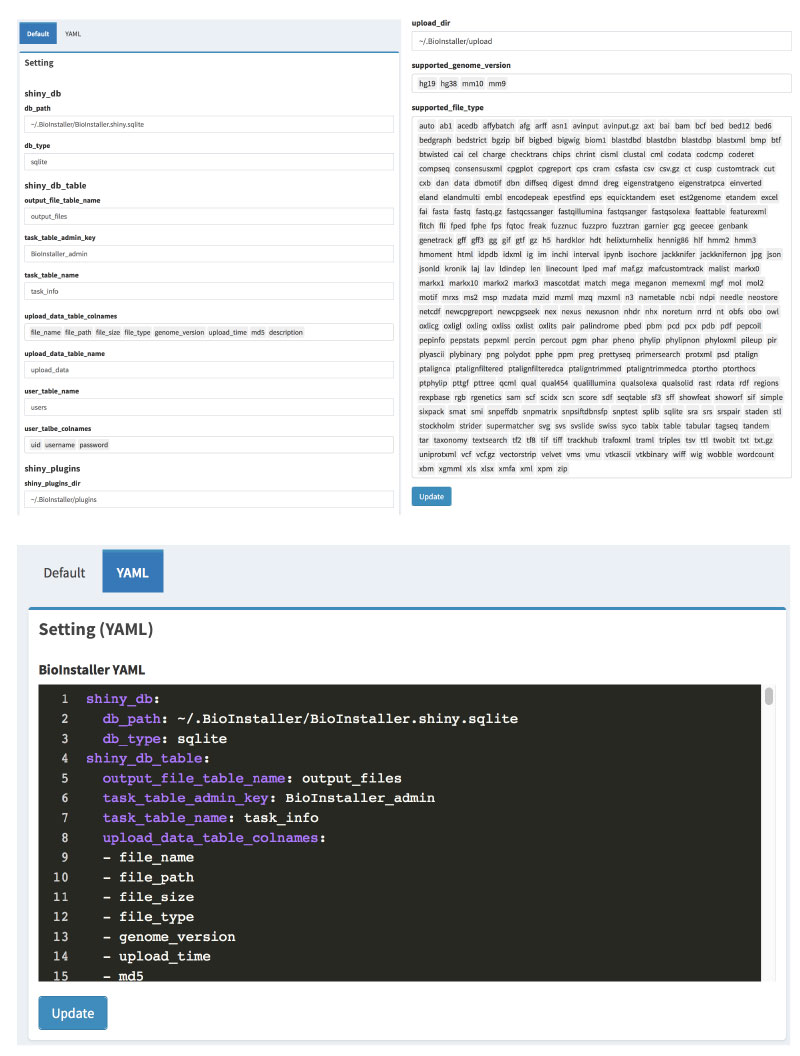 Default YAML
Setting
shiny_db
db_path
~/.BioInstaller/BioInstaller.shiny.sqlite
db_type
sqlite
shiny_db_table
output_file_table_name
output_files
task_table_admin_key
BioInstaller_admin
task_table_name
task_info
upload_data_table_colnames
file_name file_path file_size file_type genome_version upload_time md5 description
upload_data_table_name
upload_data
user_table_name
users
user_talbe_colnames
uid username password
shiny_plugins
shiny_plugins_dir
~/.BioInstaller/plugins
upload_dir
~/.BioInstaller/upload
supported_genome_version
hg19 hg38 mm10 mm9
supported_file_type
auto ab1 acedb affybatch afg arff asn1 avinput avinput.gz axt bai bam bcf bed bed12 bed6
bedgraph bedstrict bgzip bif bigbed bigwig biom1 blastdbd blastdbn blastdbp blastxml bmp btf
btwisted cai cel charge checktrans chips chrint cisml clustal cml codata codcmp coderet
compseq consensusxml cpgplot cpgreport cps cram csfasta csv csv.gz ct cusp customtrack cut
cxb dan data dbmotif dbn diffseq digest dmnd dreg eigenstratgeno eigenstratpca einverted
eland elandmulti embl encodepeak epestfind eps equicktandem eset est2genome etandem excel
fai fasta fastq fastq.gz fastqcssanger fastqillumina fastqsanger fastqsolexa feattable featurexml
fitch fli fped fphe fps fqtoc freak fuzznuc fuzzpro fuzztran garnier gcg geecee genbank
genetrack gff gff3 gg gif gtf gz h5 hardklor hdt helixturnhelix hennig86 hlf hmm2 hmm3
hmoment html idpdb idxml ig im inchi interval ipynb isochore jackknifer jackknifernon jpg json
jsonld kronik laj lav ldindep len linecount lped maf maf.gz mafcustomtrack malist markx0
markx1 markx10 markx2 markx3 mascotdat match mega meganon memexml mgf mol mol2
motif mrxs ms2 msp mzdata mzid mzml mzq mzxml n3 nametable ncbi ndpi needle neostore
netcdf newcpgreport newcpgseek nex nexus nexusnon nhdr nhx noreturn nrrd nt obfs obo owl
oxlicg oxligl oxling oxliss oxlist oxlits pair palindrome pbed pbm pcd pcx pdb pdf pepcoil
pepinfo pepstats pepxml percin percout pgm phar pheno phylip phylipnon phyloxml pileup pir
plyascii plybinary png polydot pphe ppm preg prettyseq primersearch protxml psd ptalign
ptalignca ptalignfiltered ptalignfilteredca ptaligntrimmed ptaligntrimmedca ptortho ptorthocs
ptphylip pttgf pttree qcml qual qual454 qualillumina qualsolexa qualsolid rast rdata rdf regions
rexpbase rgb rgenetics sam scf scidx scn score sdf seqtable sf3 sff showfeat showorf sif simple
sixpack smat smi snpeffdb snpmatrix snpsiftdbnsfp snptest splib sqlite sra srs srspair staden stl
stockholm strider supermatcher svg svs svslide swiss syco tabix table tabular tagseq tandem
tar taxonomy textsearch tf2 tf8 tif tiff trackhub trafoxml traml triples tsv ttl twobit txt txt.gz
uniprotxml vcf vcf.gz vectorstrip velvet vms vmu vtkascii vtkbinary wiff wig wobble wordcount
xbm xgmml xls xlsx xmfa xml xpm zip
Update
Default YAML
Setting (YAML)
BioInstaller YAML
1 shiny_db:
2 db_path: ~/.BioInstaller/BioInstaller.shiny.sqlite
3 db_type: sqlite
4 shiny_db_table:
5 output_file_table_name: output_files
6 task_table_admin_key: BioInstaller_admin
7 task_table_name: task_info
8 upload_data_table_colnames:
9 - file_name
10 - file_path
11 - file_size
12 - file_type
13 - genome_version
14 - upload_time
15 - md5
Update